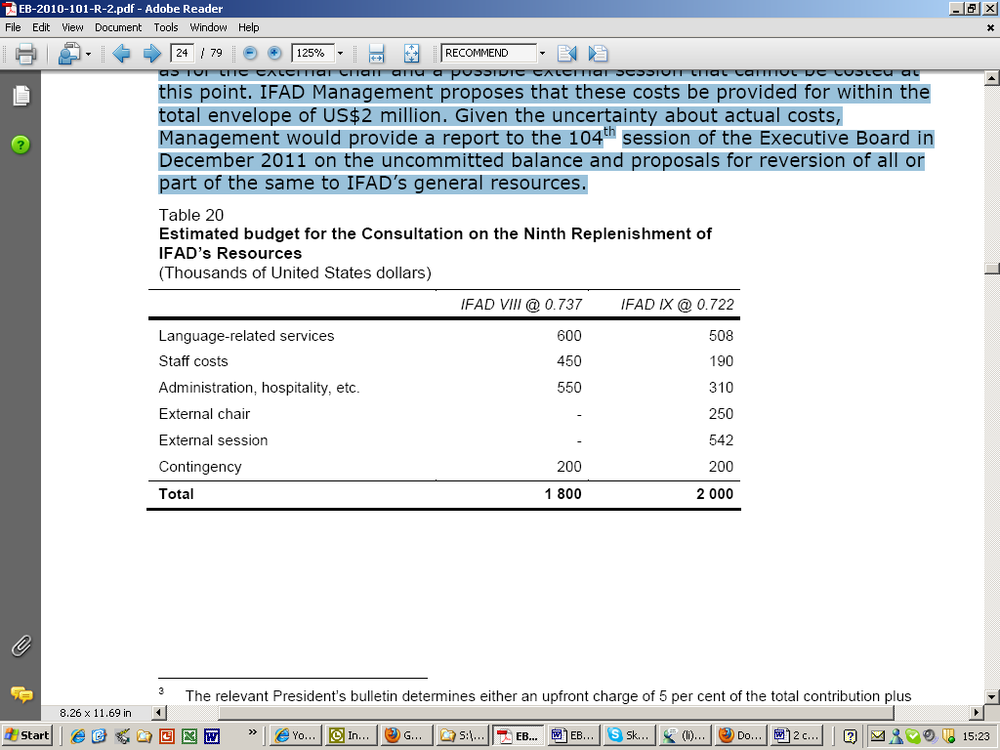 EB-2010-101-R-2.pdf - Adobe Reader
File Edit View Document Tools Window Help
24 / 79 125% RECOMMEND
as for the external chair and a possible external session that cannot be costed at
this point. IFAD Management proposes that these costs be provided for within the
total envelope of US$2 million. Given the uncertainty about actual costs,
Management would provide a report to the 104th session of the Executive Board in
December 2011 on the uncommitted balance and proposals for reversion of all or
part of the same to IFAD’s general resources.
Table 20
Estimated budget for the Consultation on the Ninth Replenishment of
IFAD’s Resources
(Thousands of United States dollars)
IFAD VIII @ 0.737 IFAD IX @ 0.722
Language-related services 600 508
Staff costs 450 190
Administration, hospitality, etc. 550 310
External chair - 250
External session - 542
Contingency 200 200
Total 1 800 2 000
3 The relevant President’s bulletin determines either an upfront charge of 5 per cent of the total contribution plus
8.26 x 11.69 in
Start » Yo... In... G... S:\... EB... EB... Sk... (li)... Do... 2 c... 15:23